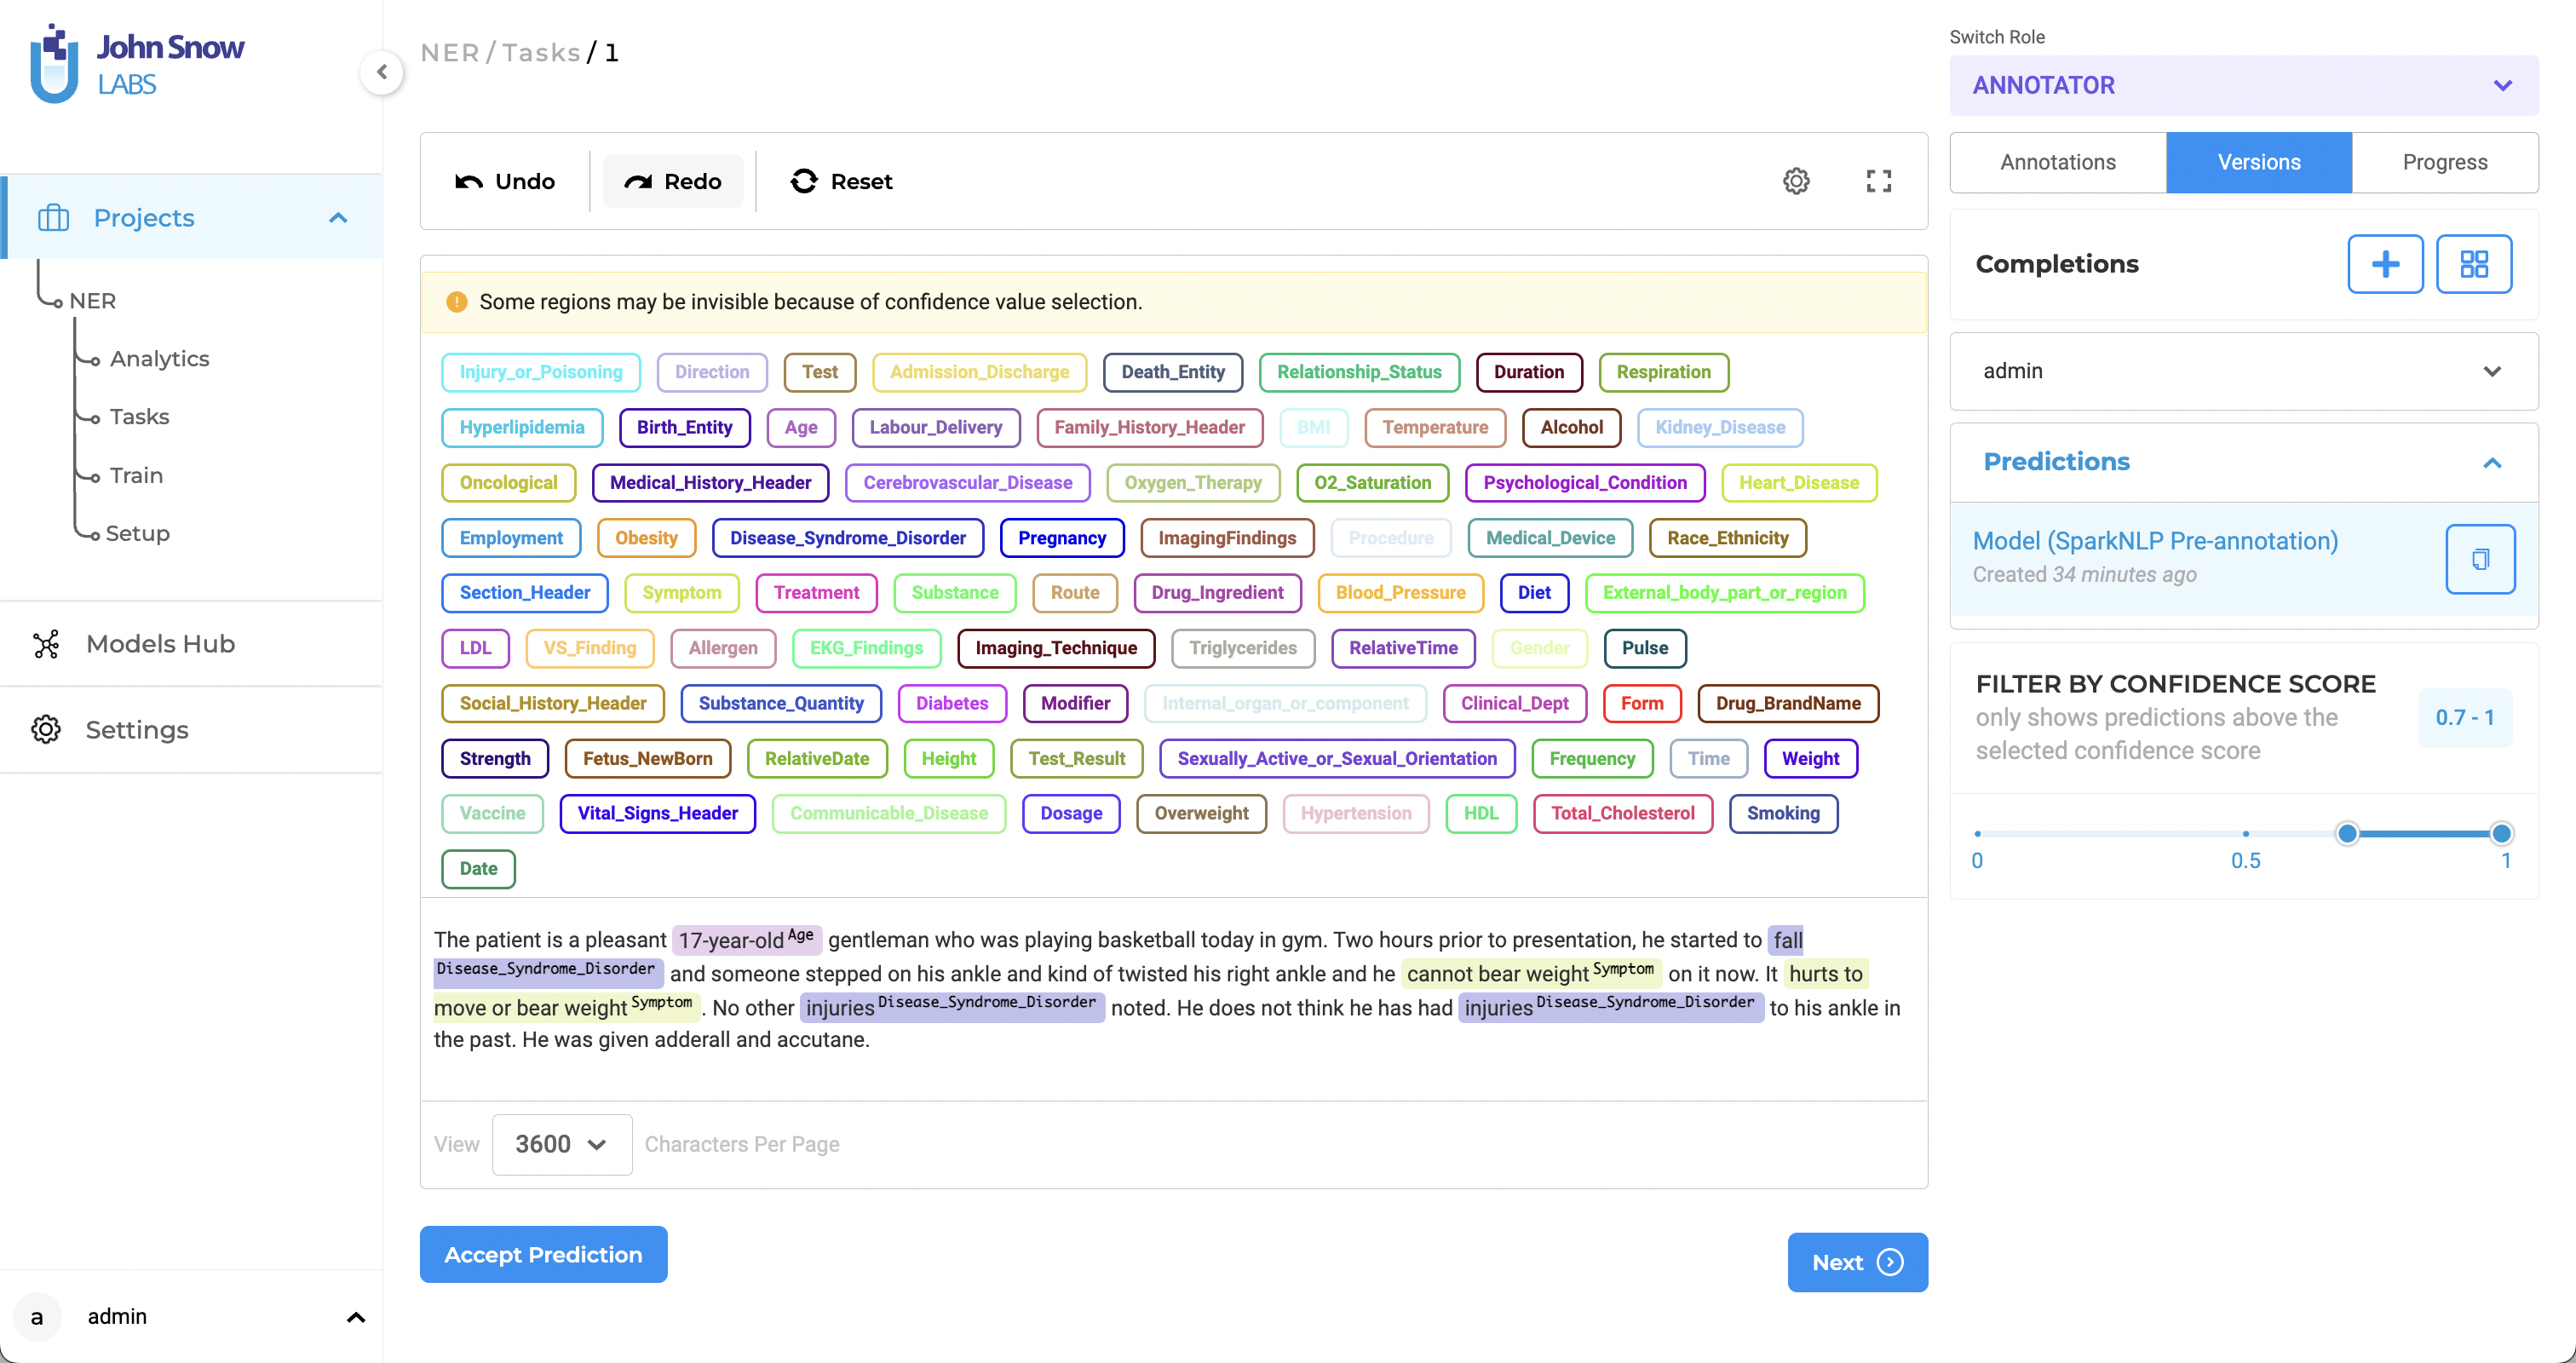 John Snow
LABS
Projects
NER
Analytics
Tasks
Train
Setup
Models Hub
Settings
a admin
NER / Tasks / 1
Undo Redo Reset
Some regions may be invisible because of confidence value selection.
Injury_or_Poisoning Direction Test Admission_Discharge Death_Entity Relationship_Status Duration Respiration
Hyperlipidemia Birth_Entity Age Labour_Delivery Family_History_Header BMI Temperature Alcohol Kidney_Disease
Oncological Medical_History_Header Cerebrovascular_Disease Oxygen_Therapy O2_Saturation Psychological_Condition Heart_Disease
Employment Obesity Disease_Syndrome_Disorder Pregnancy ImagingFindings Procedure Medical_Device Race_Ethnicity
Section_Header Symptom Treatment Substance Route Drug_Ingredient Blood_Pressure Diet External_body_part_or_region
LDL VS_Finding Allergen EKG_Findings Imaging_Technique Triglycerides RelativeTime Gender Pulse
Social_History_Header Substance_Quantity Diabetes Modifier Internal_organ_or_component Clinical_Dept Form Drug_BrandName
Strength Fetus_NewBorn RelativeDate Height Test_Result Sexually_Active_or_Sexual_Orientation Frequency Time Weight
Vaccine Vital_Signs_Header Communicable_Disease Dosage Overweight Hypertension HDL Total_Cholesterol Smoking
Date
The patient is a pleasant 17-year-old Age gentleman who was playing basketball today in gym. Two hours prior to presentation, he started to fall
Disease_Syndrome_Disorder and someone stepped on his ankle and kind of twisted his right ankle and he cannot bear weight Symptom on it now. It hurts to
move or bear weight Symptom . No other injuries Disease_Syndrome_Disorder noted. He does not think he has had injuries Disease_Syndrome_Disorder to his ankle in
the past. He was given adderall and accutane.
View 3600 Characters Per Page
Accept Prediction
Next
Switch Role
ANNOTATOR
Annotations Versions Progress
Completions
admin
Predictions
Model (SparkNLP Pre-annotation)
Created 34 minutes ago
FILTER BY CONFIDENCE SCORE
only shows predictions above the
selected confidence score
0.7 - 1
0 0.5 1